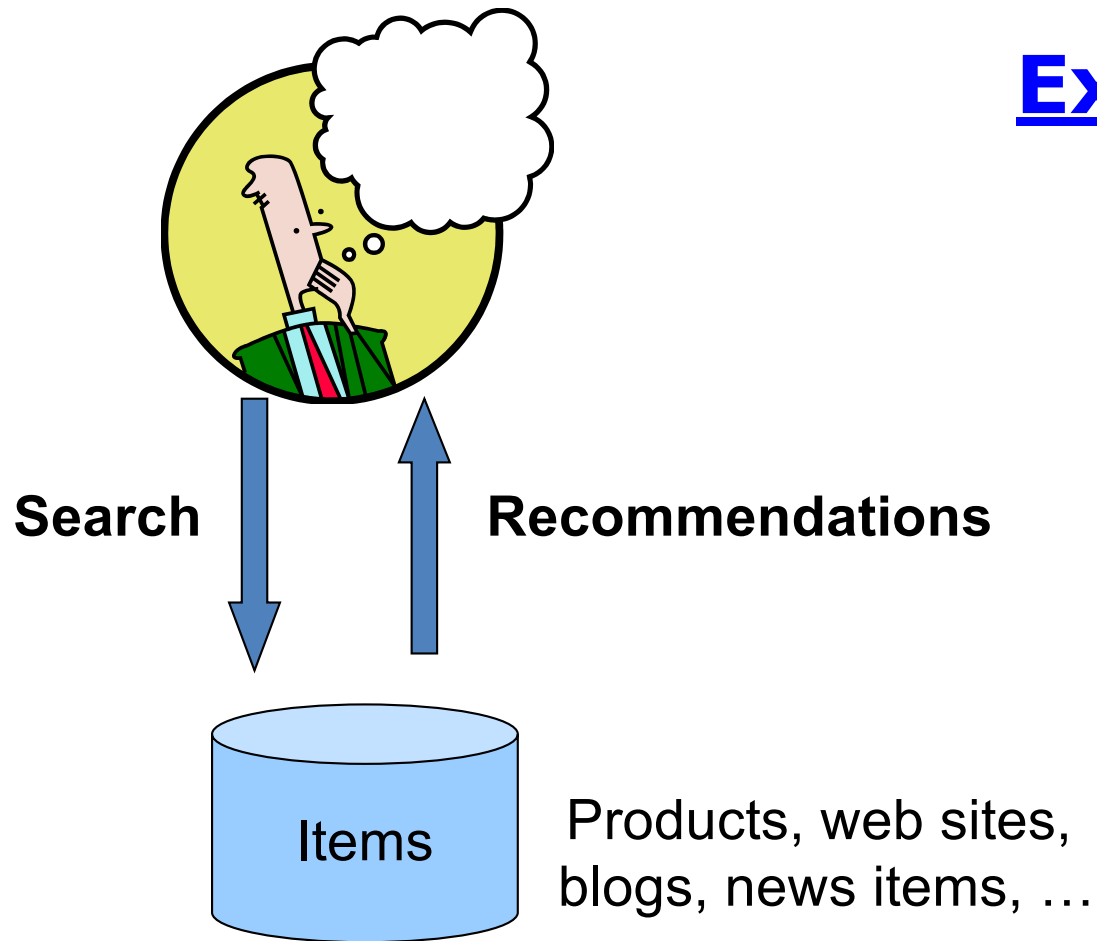 Search
Recommendations
Items
Products, web sites,
blogs, news items, …